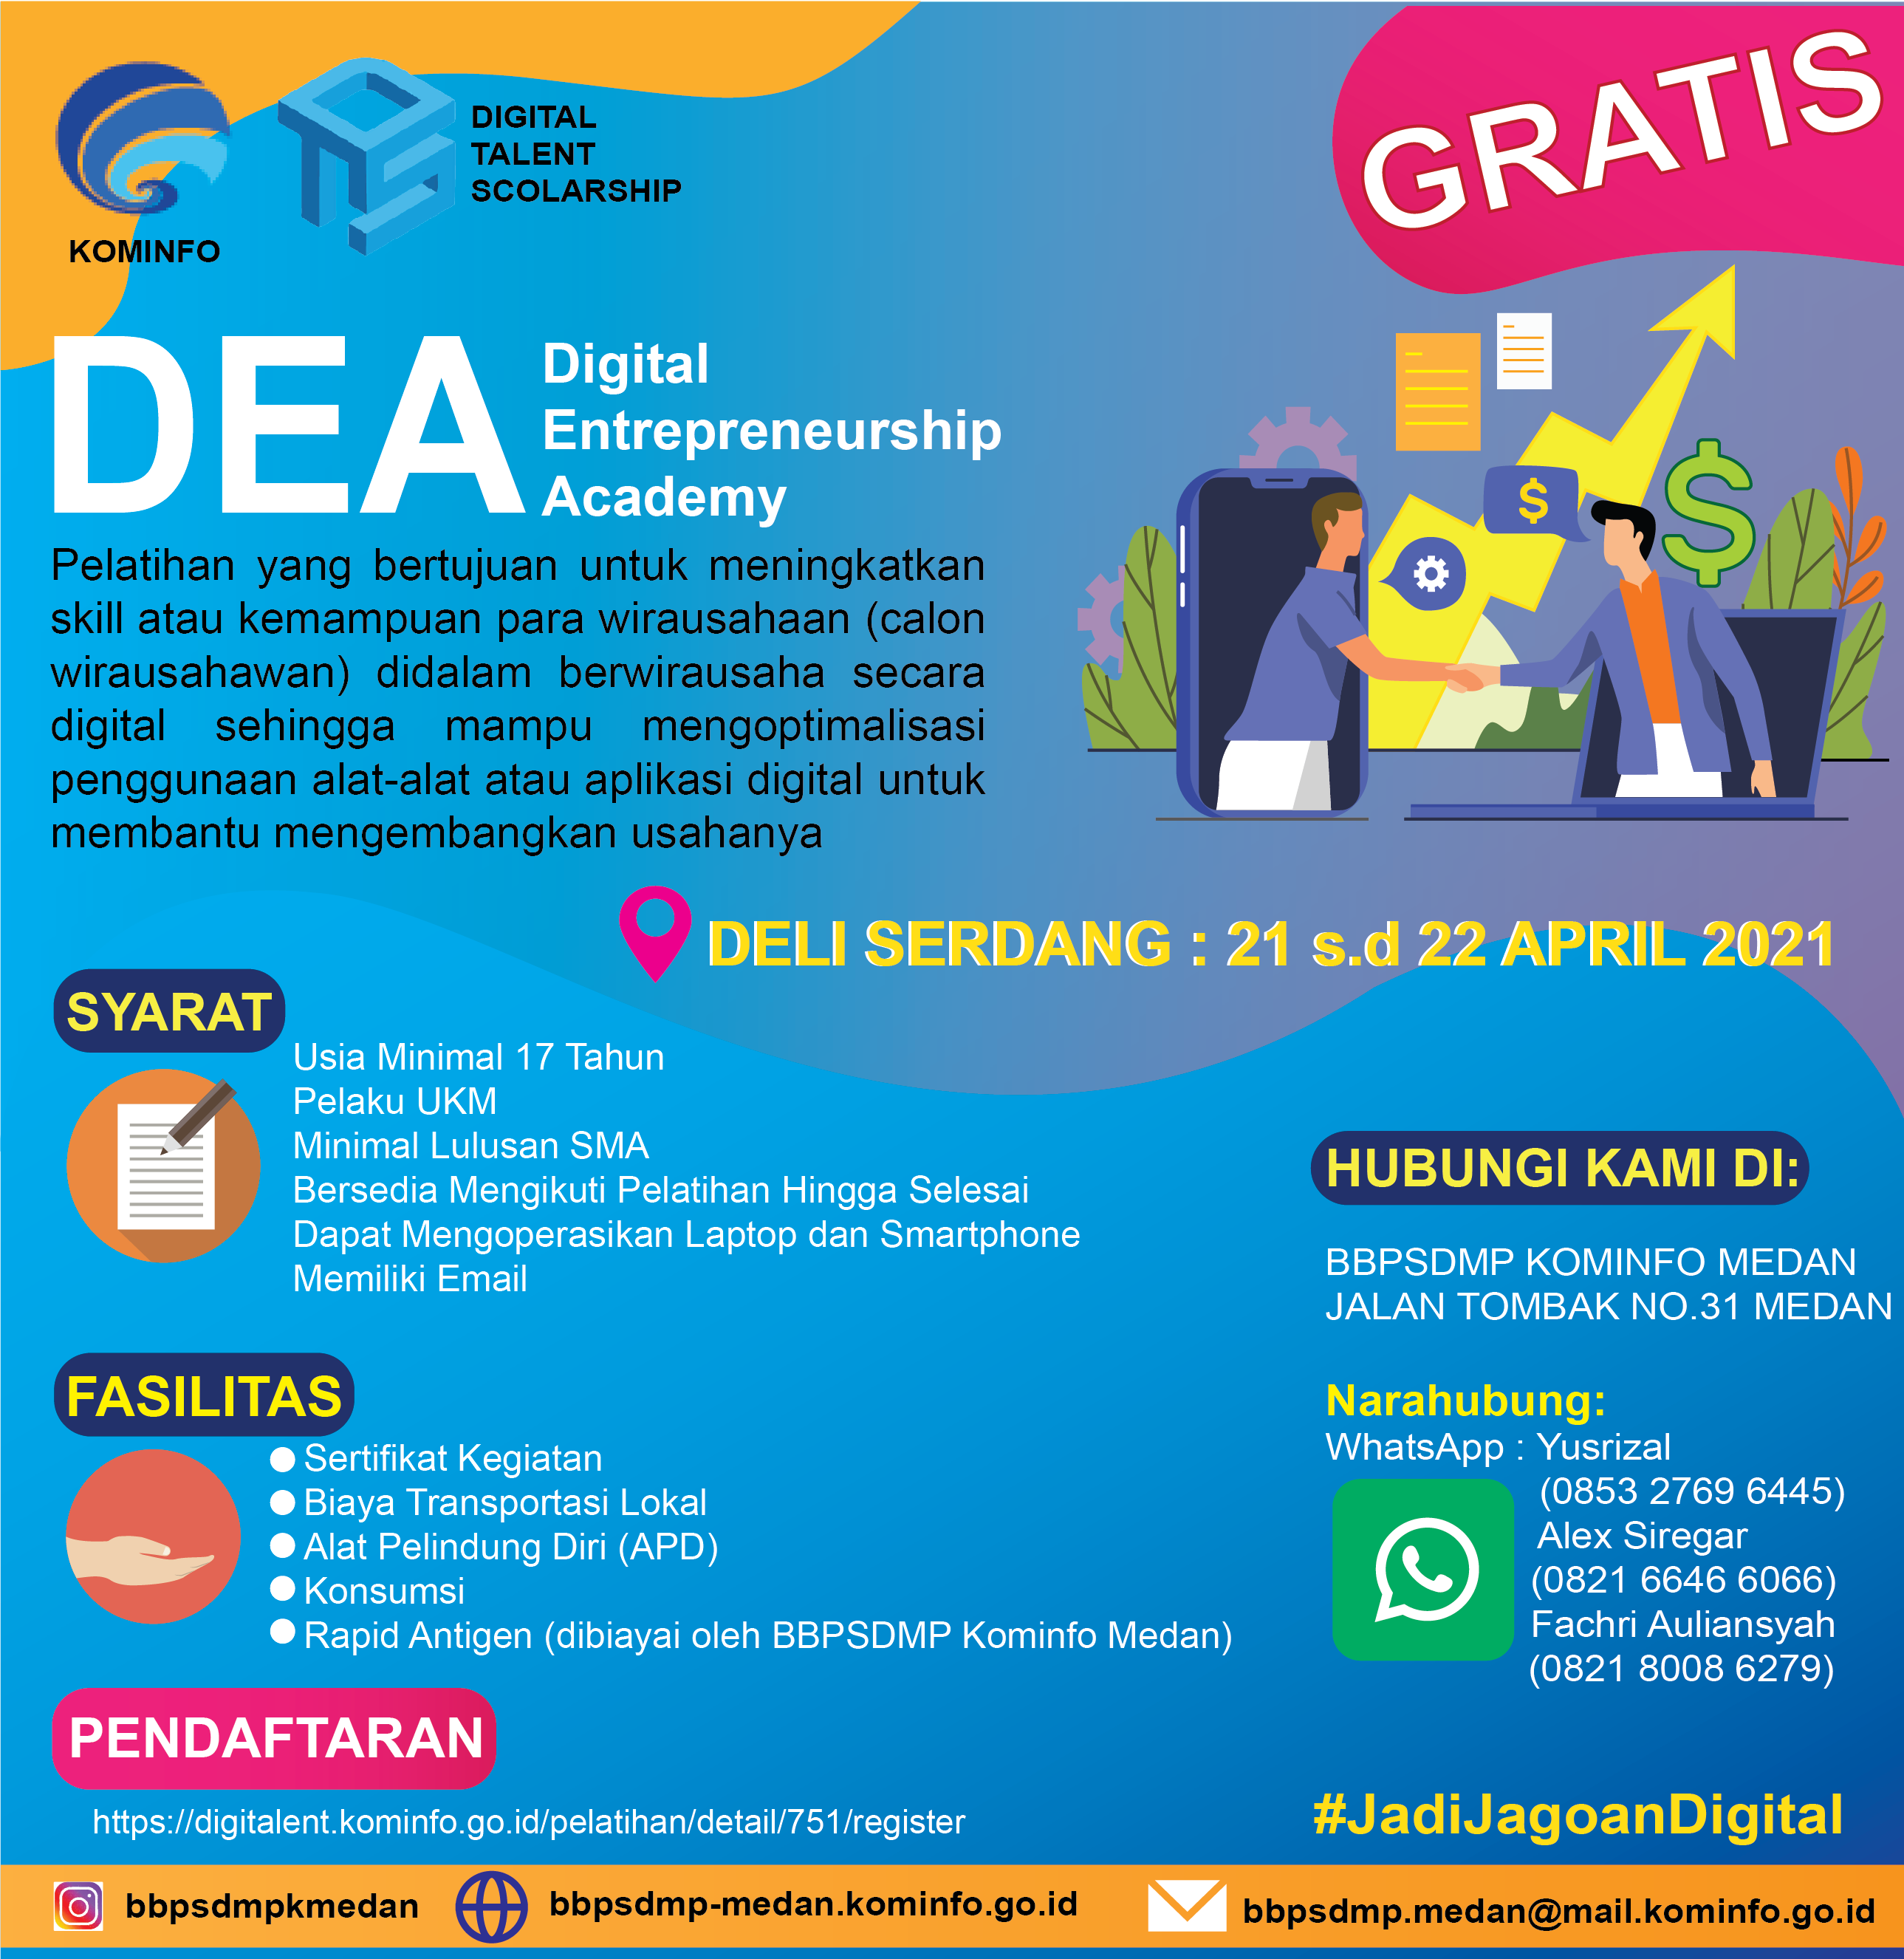 KOMINFO
DIGITAL
TALENT
SCOLARSHIP
GRATIS
DEA
Digital
Entrepreneurship
Academy
Pelatihan yang bertujuan untuk meningkatkan
skill atau kemampuan para wirausahaan (calon
wirausahawan) didalam berwirausaha secara
digital sehingga mampu mengoptimalisasi
penggunaan alat-alat atau aplikasi digital untuk
membantu mengembangkan usahanya
$
$
DELI SERDANG : 21 s.d 22 APRIL 2021
SYARAT
Usia Minimal 17 Tahun
Pelaku UKM
Minimal Lulusan SMA
Bersedia Mengikuti Pelatihan Hingga Selesai
Dapat Mengoperasikan Laptop dan Smartphone
Memiliki Email
FASILITAS
Sertifikat Kegiatan
Biaya Transportasi Lokal
Alat Pelindung Diri (APD)
Konsumsi
Rapid Antigen (dibiayai oleh BBPSDMP Kominfo Medan)
HUBUNGI KAMI DI:
BBPSDMP KOMINFO MEDAN
JALAN TOMBAK NO.31 MEDAN
Narahubung:
WhatsApp : Yusrizal
(0853 2769 6445)
Alex Siregar
(0821 6646 6066)
Fachri Auliansyah
(0821 8008 6279)
PENDAFTARAN
https://digitalent.kominfo.go.id/pelatihan/detail/751/register
#JadiJagoanDigital
bbpsdmpkmedan
bbpsdmp-medan.kominfo.go.id
bbpsdmp.medan@mail.kominfo.go.id